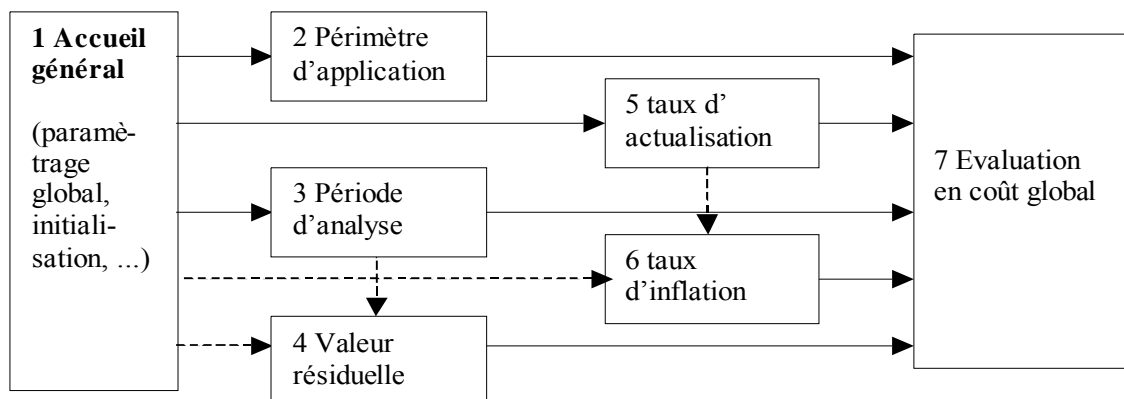 1 Accueil
général
(paramè-
trage
global,
initiali-
sation, ...)
2 Périmètre
d’application
3 Période
d’analyse
4 Valeur
résiduelle
5 taux d’
actualisation
6 taux
d’inflation
7 Evaluation
en coût global